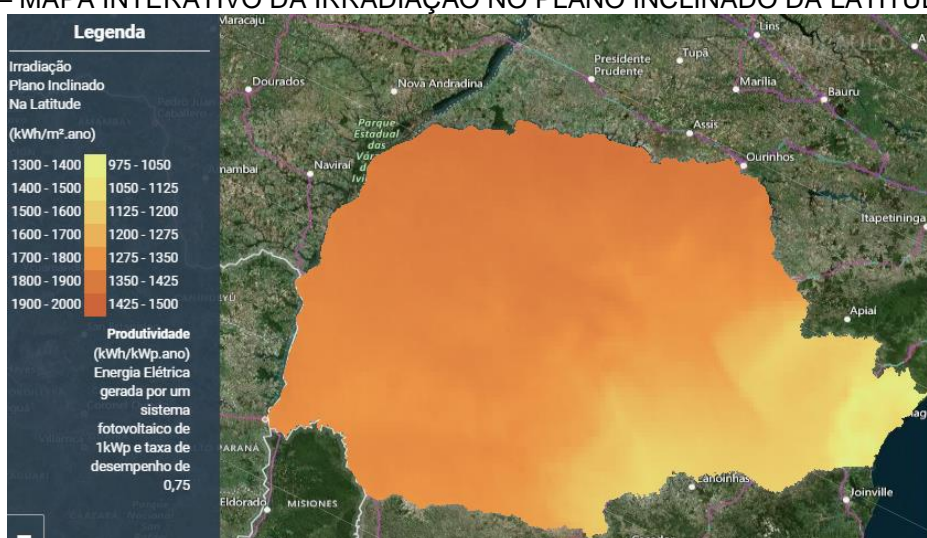 – MAPA INTERATIVO DA IRRADIAÇÃO NO PLANO INCLINADO DA LATITUD
Legenda
Irradiação
Plano Inclinado
Na Latitude
(kWh/m².ano)
1300 - 1400 975 - 1050
1400 - 1500 1050 - 1125
1500 - 1600 1125 - 1200
1600 - 1700 1200 - 1275
1700 - 1800 1275 - 1350
1800 - 1900 1350 - 1425
1900 - 2000 1425 - 1500
Produtividade
(kWh/kWp.ano)
Energia Elétrica
gerada por um
sistema
fotovoltaico de
1kWp e taxa de
desempenho de
0,75
Maracaju
Dourados
Nova Andradina
Presidente
Prudente
Tupã
Lins
Marília
Bauru
Parque
Estadual
das
Assis
Ourinhos
Naviraí
Itapetininga
Apiaí
PARANÁ
Eldorado
MISIONES
Canoinhas
Joinville